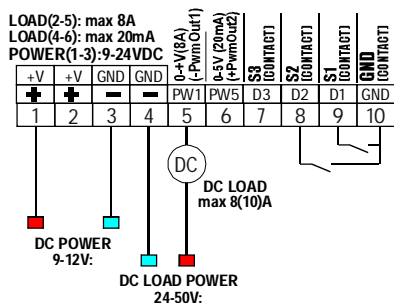 LOAD(2-5): max 8A
LOAD(4-6): max 20mA
POWER(1-3):9-24VDC
0-+V(8A)
(-PwmOut1)
0-5V (20mA)
(+PwmOut2)
S3
[CONTACT]
S2
[CONTACT]
S1
[CONTACT]
GND
[CONTACT]
+V +V GND GND PW1 PW5 D3 D2 D1 GND
+ + − −
1 2 3 4 5 6 7 8 9 10
DC
DC LOAD
max 8(10)A
DC POWER
9-12V:
DC LOAD POWER
24-50V: